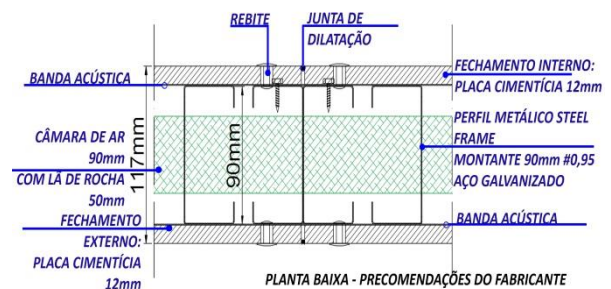 REBITE
JUNTA DE
DILATAÇÃO
BANDA ACÚSTICA
FECHAMENTO INTERNO:
PLACA CIMENTÍCIA 12mm
CÂMARA DE AR
90mm
COM LÃ DE ROCHA
50mm
FECHAMENTO
EXTERNO:
PLACA CIMENTÍCIA
12mm
117mm
90mm
PERFIL METÁLICO STEEL
FRAME
MONTANTE 90mm #0,95
AÇO GALVANIZADO
BANDA ACÚSTICA
PLANTA BAIXA - PRECOMENDAÇÕES DO FABRICANTE